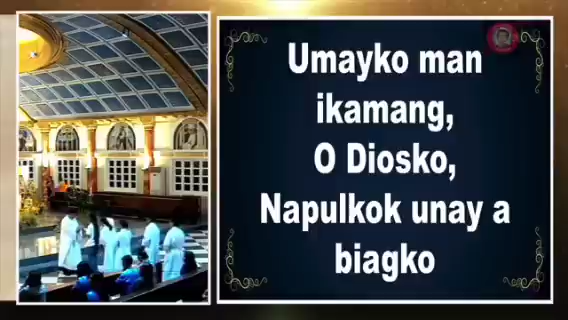 Umayko man
ikamang,
O Diosko,
Napulkok unay a
biagko